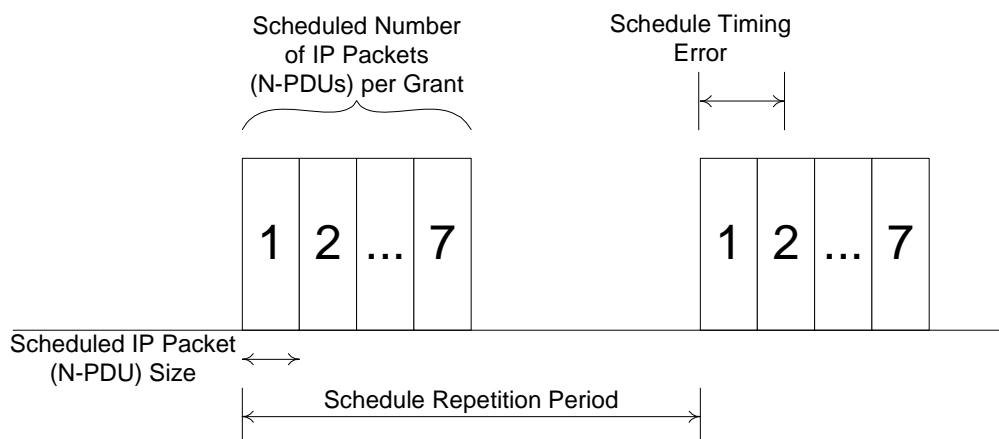 Scheduled Number
of IP Packets
(N-PDUs) per Grant
Schedule Timing
Error
1 2 ... 7
1 2 ... 7
Scheduled IP Packet
(N-PDU) Size
Schedule Repetition Period